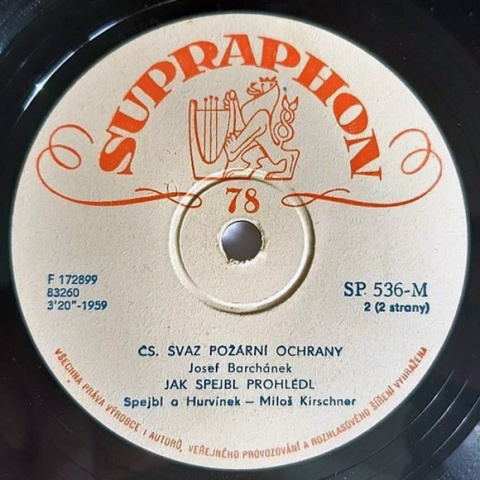 SUPRAPHON
78
F 172899
83260
3'20"-1959
SP. 536-M
2 (2 strany)
ČS. SVAZ POŽÁRNÍ OCHRANY
Josef Barchánek
JAK SPEJBL PROHLÉDL
Spejbl a Hurvínek – Miloš Kirschner
VŠECHNA PRÁVA VÝROBCE I AUTORŮ VEŘEJNÉHO PROVOZOVÁNÍ A ROZHLASOVÉHO ŠÍŘENÍ VYHRAŽENA